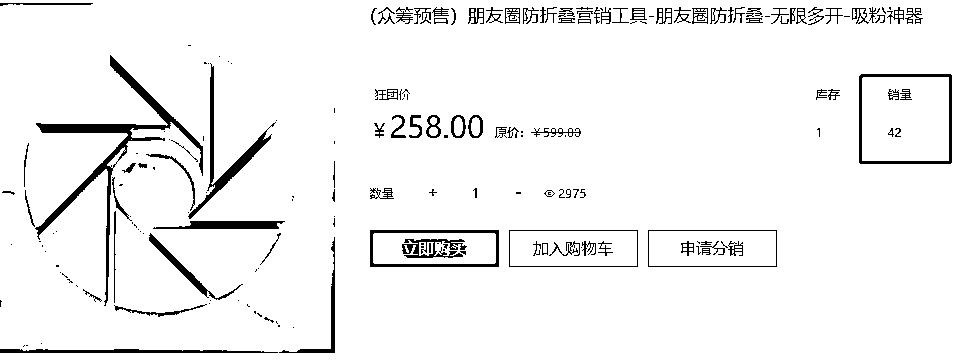 (众筹预售) 朋友圈防折叠营销工具-朋友圈防折叠-无限多开-吸粉神器
狂团价 库存 销量
¥258.00 原价: ¥599.00 1 42
数量 + 1 - 2975
立即购买 加入购物车 申请分销